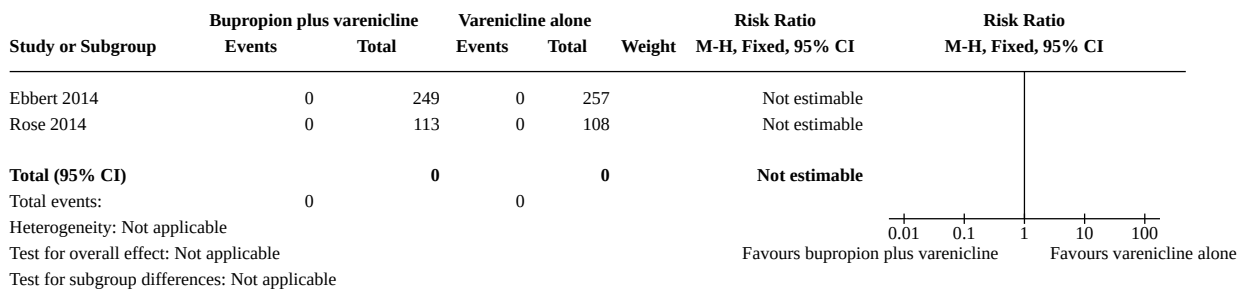 Bupropion plus varenicline Varenicline alone Risk Ratio Risk Ratio
Study or Subgroup Events Total Events Total Weight M-H, Fixed, 95% CI M-H, Fixed, 95% CI
Ebbert 2014 0 249 0 257 Not estimable
Rose 2014 0 113 0 108 Not estimable
Total (95% CI) 0 0 Not estimable
Total events: 0 0
Heterogeneity: Not applicable
0.01 0.1 1 10 100
Test for overall effect: Not applicable Favours bupropion plus varenicline Favours varenicline alone
Test for subgroup differences: Not applicable